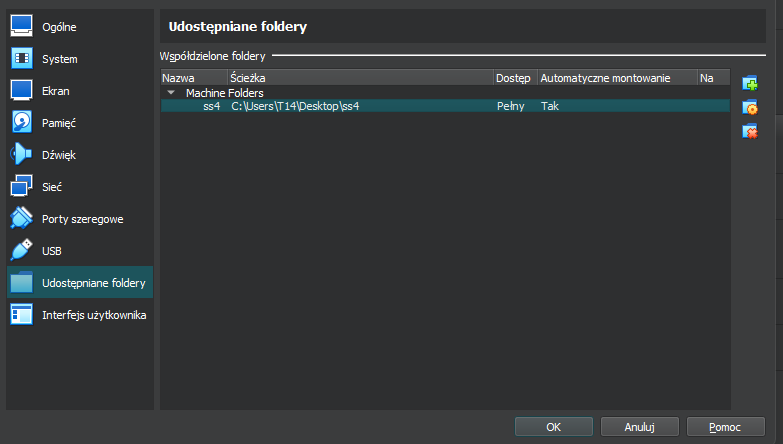 Ogólne
System
Ekran
Pamięć
Dźwięk
Sieć
Porty szeregowe
USB
Udostępniane foldery
Interfejs użytkownika
Udostępniane foldery
Współdzielone foldery
Nazwa Ścieżka Dostęp Automatyczne montowanie Na
Machine Folders
ss4 C:\Users\T14\Desktop\ss4 Pełny Tak
OK Anuluj Pomoc